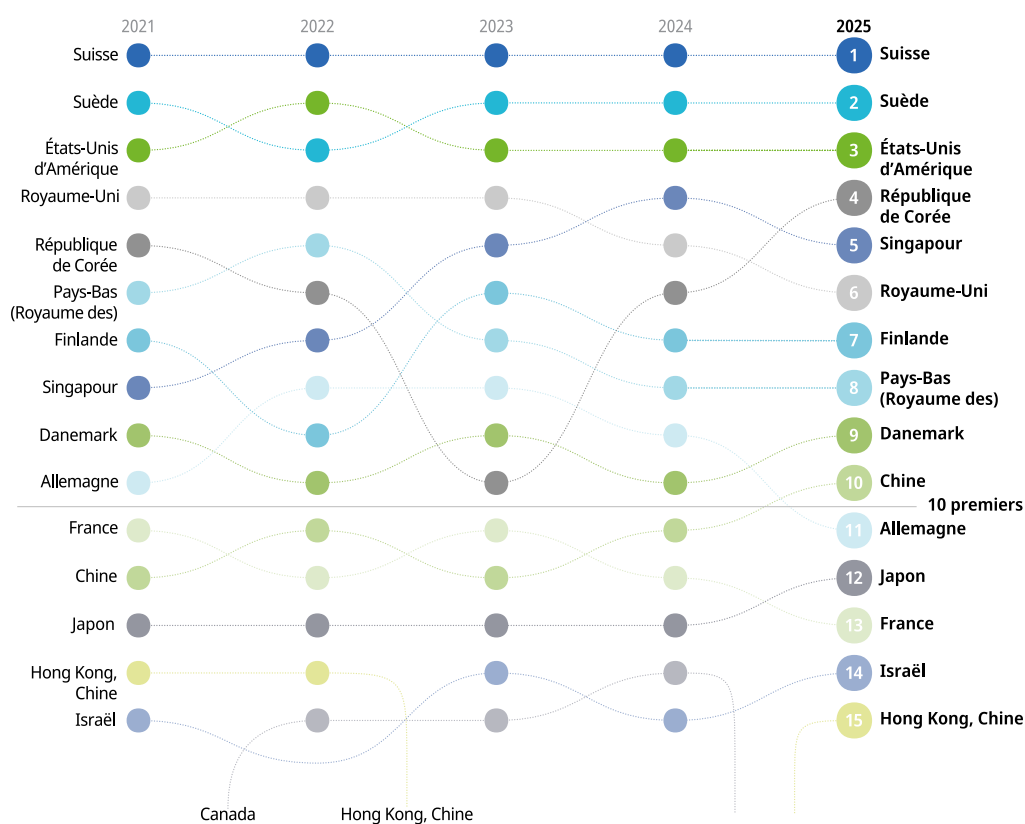 2021 2022 2023 2024 2025
Suisse
Suède
États-Unis
d’Amérique
Royaume-Uni
République
de Corée
Pays-Bas
(Royaume des)
Finlande
Singapour
Danemark
Allemagne
France
Chine
Japon
Hong Kong,
Chine
Israël
1 Suisse
2 Suède
3 États-Unis
d’Amérique
4 République
de Corée
5 Singapour
6 Royaume-Uni
7 Finlande
8 Pays-Bas
(Royaume des)
9 Danemark
10 Chine
10 premiers
11 Allemagne
12 Japon
13 France
14 Israël
15 Hong Kong, Chine
Canada
Hong Kong, Chine